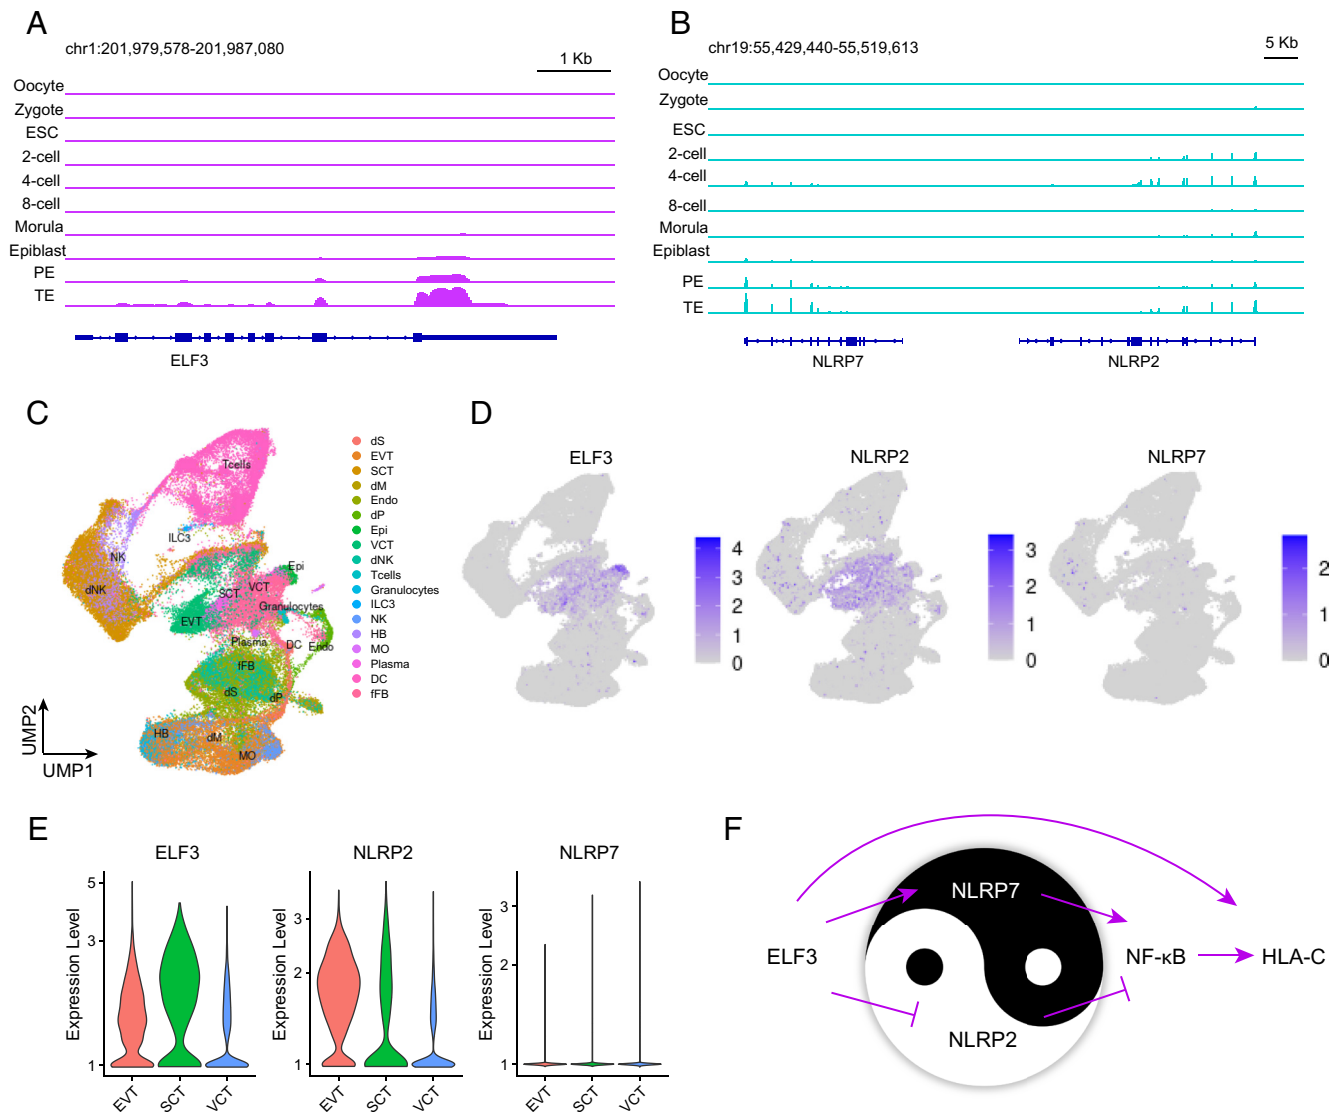 A
chr1:201,979,578-201,987,080
1 Kb
Oocyte
Zygote
ESC
2-cell
4-cell
8-cell
Morula
Epiblast
PE
TE
ELF3
B
chr19:55,429,440-55,519,613
5 Kb
Oocyte
Zygote
ESC
2-cell
4-cell
8-cell
Morula
Epiblast
PE
TE
NLRP7
NLRP2
C
Tcells
ILC3
NK
dNK
Epi
VCT
SCT
Granulocytes
EVT
Plasma
DC
Endo
fFB
dS
dP
HB
dM
MO
UMP2
UMP1
dS
EVT
SCT
dM
Endo
dP
Epi
VCT
dNK
Tcells
Granulocytes
ILC3
NK
HB
MO
Plasma
DC
fFB
D
ELF3
4
3
2
1
0
NLRP2
3
2
1
0
NLRP7
2
1
0
E
ELF3
Expression Level
5
3
1
EVT
SCT
VCT
NLRP2
Expression Level
3
2
1
EVT
SCT
VCT
NLRP7
Expression Level
3
2
1
EVT
SCT
VCT
F
NLRP7
ELF3
NF-κB
HLA-C
NLRP2